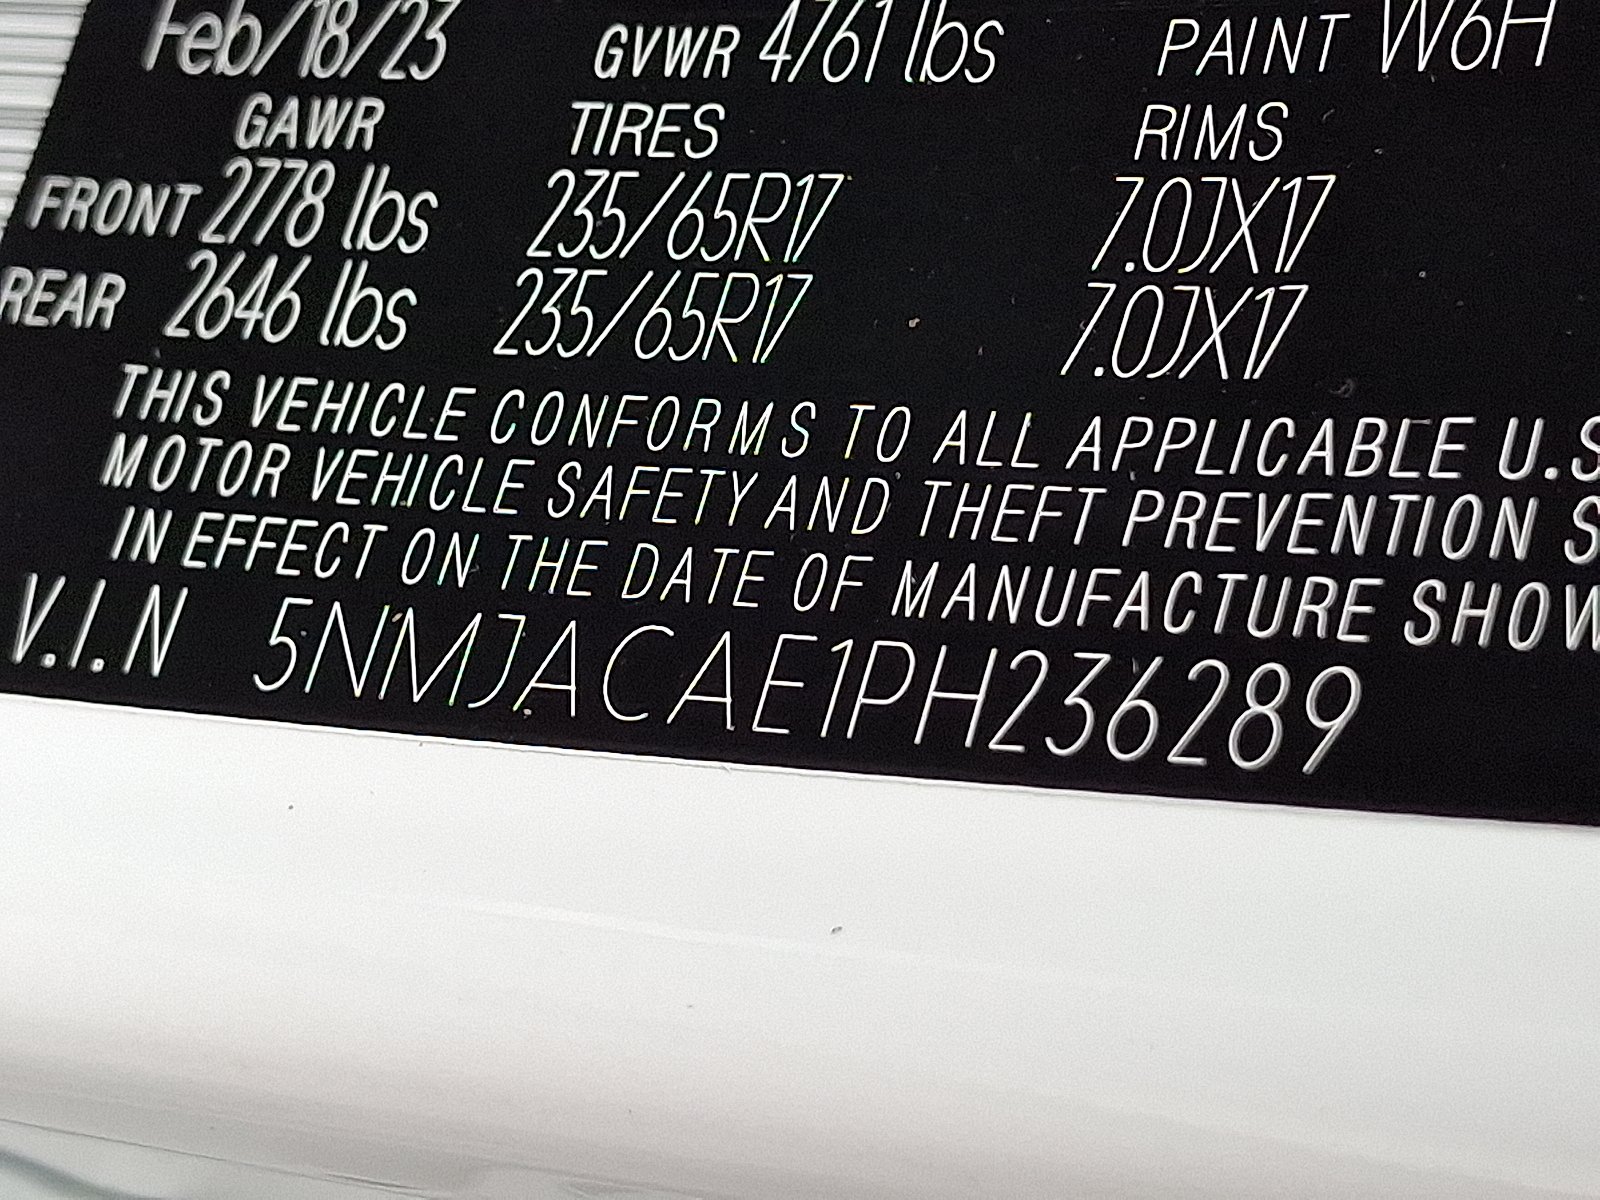 Feb/18/23 GVWR 4761 lbs PAINT W6H
GAWR TIRES RIMS
FRONT 2778 lbs 235/65R17 7.0JX17
REAR 2646 lbs 235/65R17 7.0JX17
THIS VEHICLE CONFORMS TO ALL APPLICABLE U.S
MOTOR VEHICLE SAFETY AND THEFT PREVENTION S
IN EFFECT ON THE DATE OF MANUFACTURE SHOW
V.I.N 5NMJACAE1PH236289